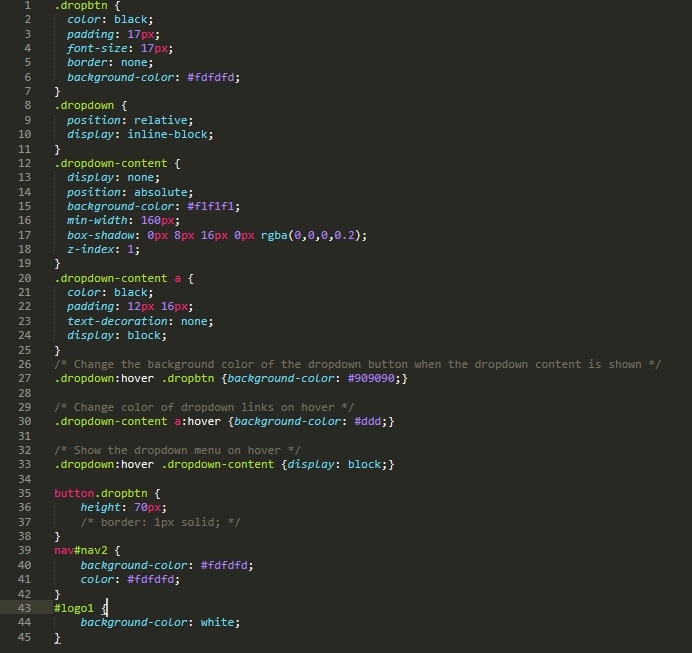 1 .dropbtn {
2   color: black;
3   padding: 17px;
4   font-size: 17px;
5   border: none;
6   background-color: #fdfdfd;
7 }
8 .dropdown {
9   position: relative;
10   display: inline-block;
11 }
12 .dropdown-content {
13   display: none;
14   position: absolute;
15   background-color: #f1f1f1;
16   min-width: 160px;
17   box-shadow: 0px 8px 16px 0px rgba(0,0,0,0.2);
18   z-index: 1;
19 }
20 .dropdown-content a {
21   color: black;
22   padding: 12px 16px;
23   text-decoration: none;
24   display: block;
25 }
26 /* Change the background color of the dropdown button when the dropdown content is shown */
27 .dropdown:hover .dropbtn {background-color: #909090;}
28
29 /* Change color of dropdown links on hover */
30 .dropdown-content a:hover {background-color: #ddd;}
31
32 /* Show the dropdown menu on hover */
33 .dropdown:hover .dropdown-content {display: block;}
34
35 button.dropbtn {
36     height: 70px;
37     /* border: 1px solid; */
38 }
39 nav#nav2 {
40     background-color: #fdfdfd;
41     color: #fdfdfd;
42 }
43 #logo1 {
44     background-color: white;
45 }